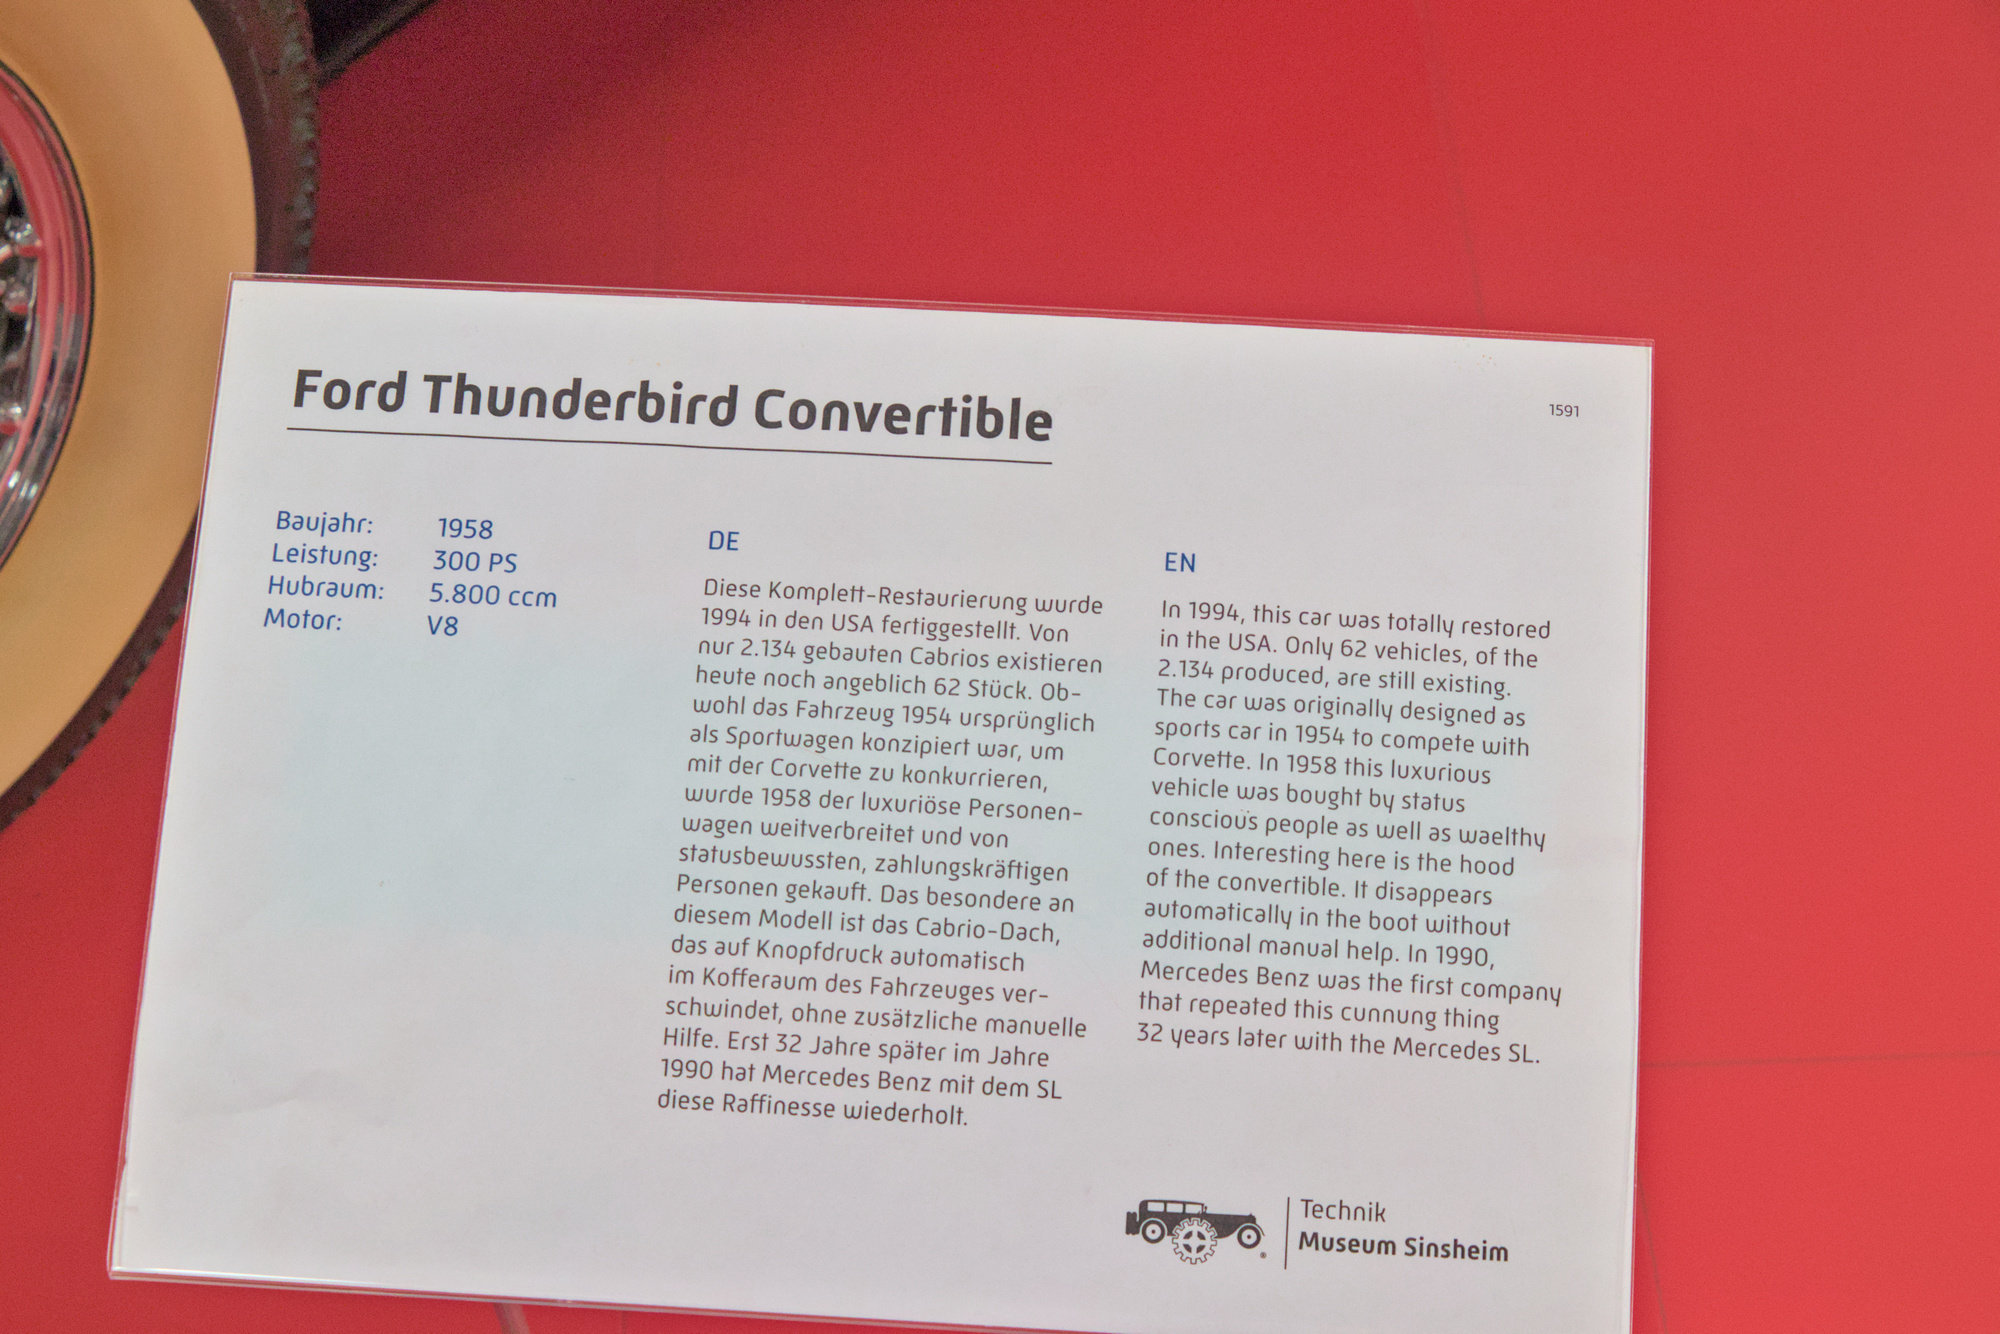 Ford Thunderbird Convertible
1591
Baujahr: 1958
Leistung: 300 PS
Hubraum: 5.800 ccm
Motor: V8
DE
Diese Komplett-Restaurierung wurde
1994 in den USA fertiggestellt. Von
nur 2.134 gebauten Cabrios existieren
heute noch angeblich 62 Stück. Ob-
wohl das Fahrzeug 1954 ursprünglich
als Sportwagen konzipiert war, um
mit der Corvette zu konkurrieren,
wurde 1958 der luxuriöse Personen-
wagen weitverbreitet und von
statusbewussten, zahlungskräftigen
Personen gekauft. Das besondere an
diesem Modell ist das Cabrio-Dach,
das auf Knopfdruck automatisch
im Kofferaum des Fahrzeuges ver-
schwindet, ohne zusätzliche manuelle
Hilfe. Erst 32 Jahre später im Jahre
1990 hat Mercedes Benz mit dem SL
diese Raffinesse wiederholt.
EN
In 1994, this car was totally restored
in the USA. Only 62 vehicles, of the
2.134 produced, are still existing.
The car was originally designed as
sports car in 1954 to compete with
Corvette. In 1958 this luxurious
vehicle was bought by status
conscious people as well as waelthy
ones. Interesting here is the hood
of the convertible. It disappears
automatically in the boot without
additional manual help. In 1990,
Mercedes Benz was the first company
that repeated this cunnung thing
32 years later with the Mercedes SL.
Technik
Museum Sinsheim